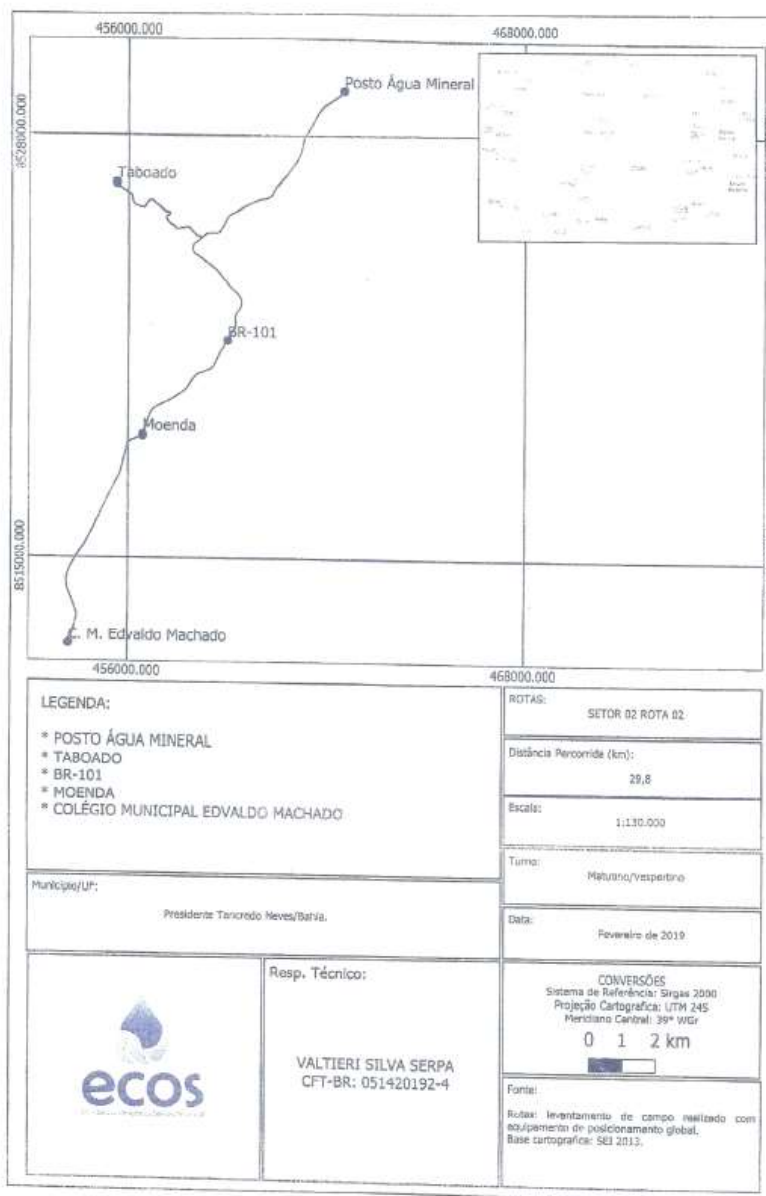 456000.000
468000.000
Posto Água Mineral
8528000.000
Taboado
BR-101
Moenda
8515000.000
C. M. Edvaldo Machado
456000.000
468000.000
LEGENDA:
* POSTO ÁGUA MINERAL
* TABOADO
* BR-101
* MOENDA
* COLÉGIO MUNICIPAL EDVALDO MACHADO
ROTAS:
SETOR 02 ROTA 02
Distância Percorride (km):
29,8
Escala:
1:130.000
Turno:
Matutino/Vespertino
Município/UF:
Presidente Tancredo Neves/Bahia.
Data:
Fevereiro de 2019
ecos
Resp. Técnico:
VALTIERI SILVA SERPA
CFT-BR: 051420192-4
CONVERSÕES
Sistema de Referência: Sirgas 2000
Projeção Cartografica: UTM 24S
Meridiano Central: 39° WGr
0 1 2 km
Fonte:
Rotas: levantamento de campo realizado com
equipamento de posicionamento global.
Base cartografica: SEI 2013.